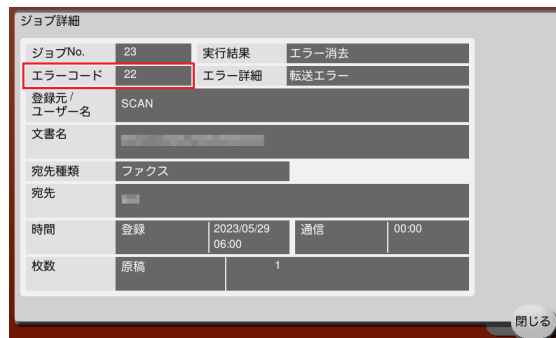 ジョブ詳細
ジョブNo. 23 実行結果 エラー消去
エラーコード 22 エラー詳細 転送エラー
登録元/
ユーザー名 SCAN
文書名
宛先種類 ファクス
宛先
時間 登録 2023/05/29
06:00 通信 00:00
枚数 原稿 1
閉じる